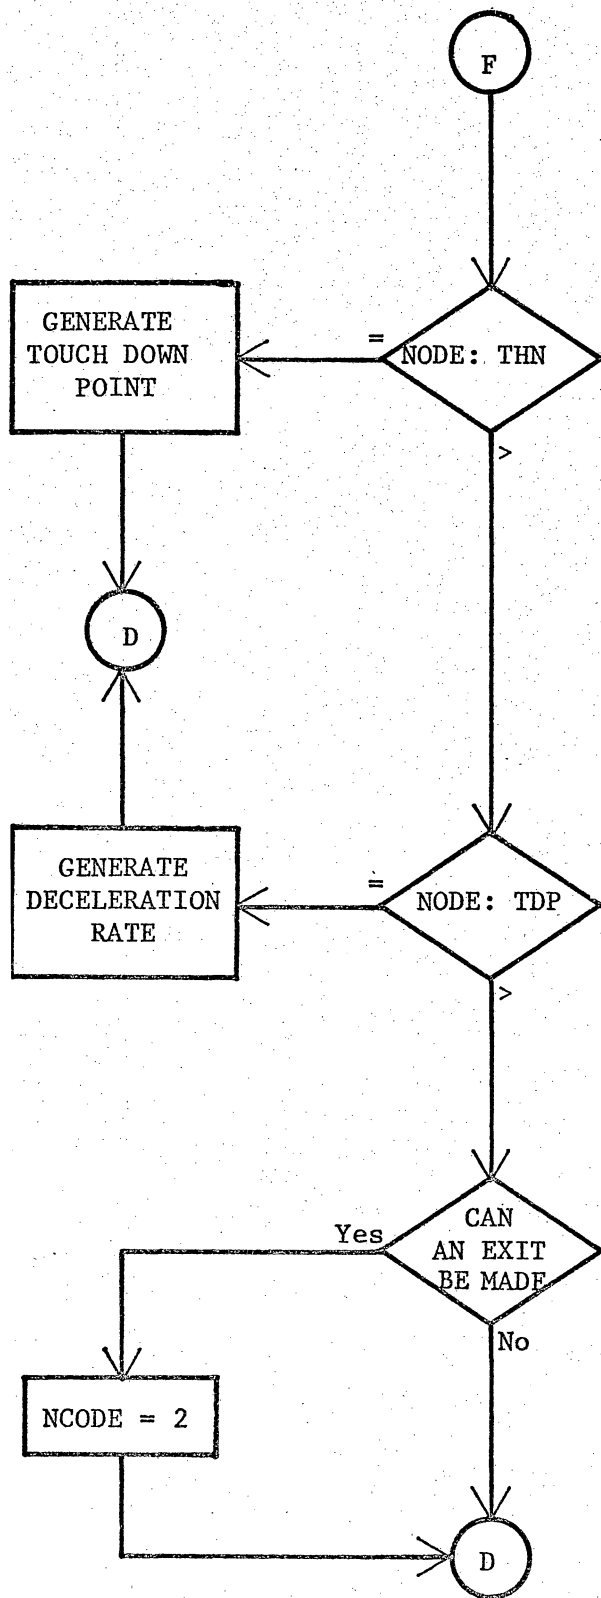 F
=
NODE: THN
GENERATE
TOUCH DOWN
POINT
>
D
=
NODE: TDP
GENERATE
DECELERATION
RATE
>
CAN
AN EXIT
BE MADE
Yes
No
NCODE = 2
D